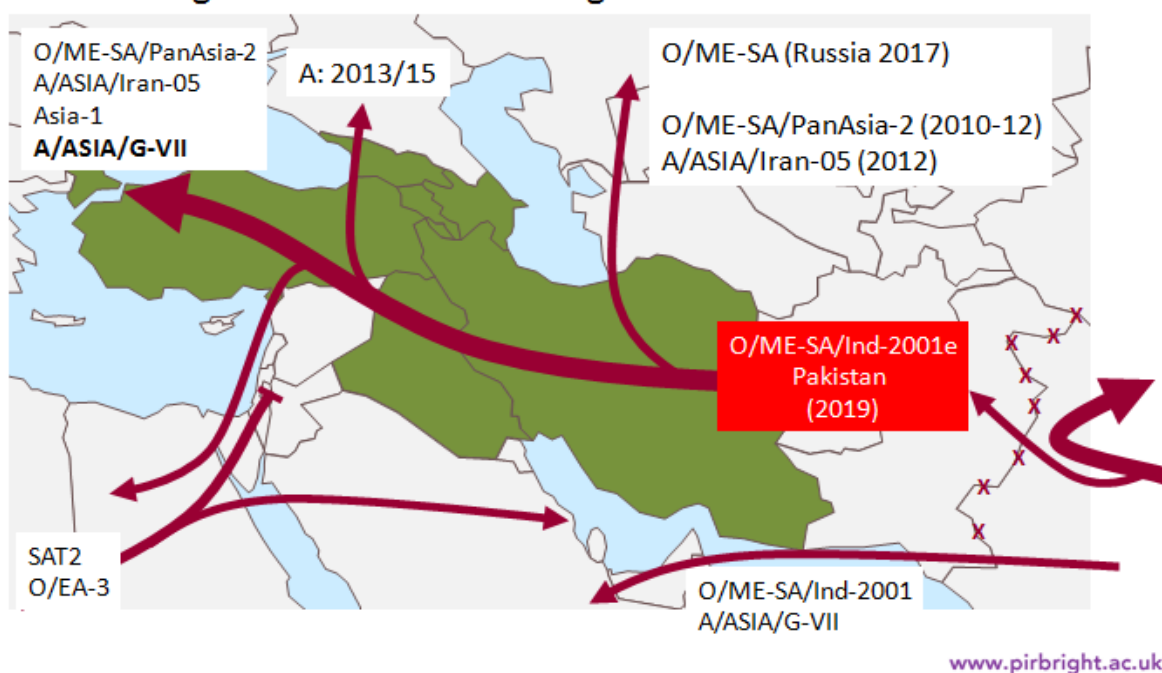 O/ME-SA/PanAsia-2
A/ASIA/Iran-05
Asia-1
A/ASIA/G-VII
A: 2013/15
O/ME-SA (Russia 2017)
O/ME-SA/PanAsia-2 (2010-12)
A/ASIA/Iran-05 (2012)
O/ME-SA/Ind-2001e
Pakistan
(2019)
X
X
X
X
X
X
X
X
SAT2
O/EA-3
O/ME-SA/Ind-2001
A/ASIA/G-VII
www.pirbright.ac.uk